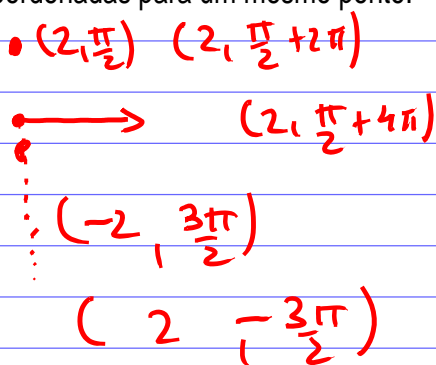 coordenadas para um mesmo ponto.
(2, π/2) (2, π/2 + 2π)
(2, π/2 + 4π)
(-2, 3π/2)
(2, -3π/2)